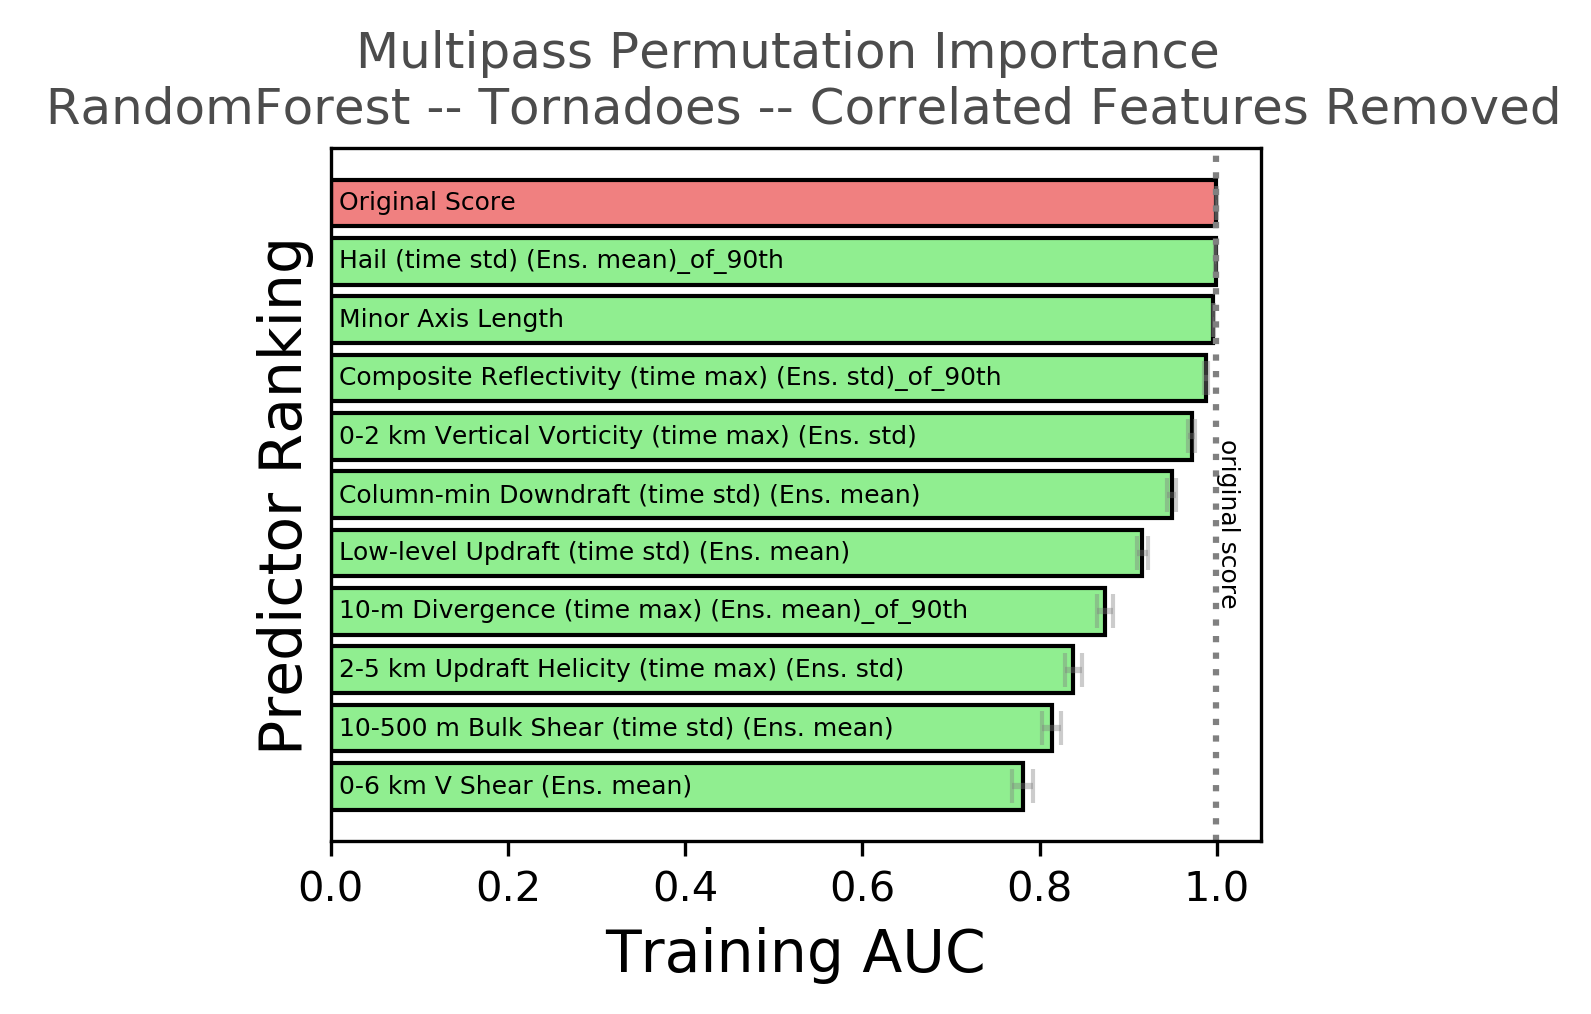 Multipass Permutation Importance
RandomForest -- Tornadoes -- Correlated Features Removed
Predictor Ranking
Original Score
Hail (time std) (Ens. mean)_of_90th
Minor Axis Length
Composite Reflectivity (time max) (Ens. std)_of_90th
0-2 km Vertical Vorticity (time max) (Ens. std)
Column-min Downdraft (time std) (Ens. mean)
Low-level Updraft (time std) (Ens. mean)
10-m Divergence (time max) (Ens. mean)_of_90th
2-5 km Updraft Helicity (time max) (Ens. std)
10-500 m Bulk Shear (time std) (Ens. mean)
0-6 km V Shear (Ens. mean)
original score
0.0 0.2 0.4 0.6 0.8 1.0
Training AUC